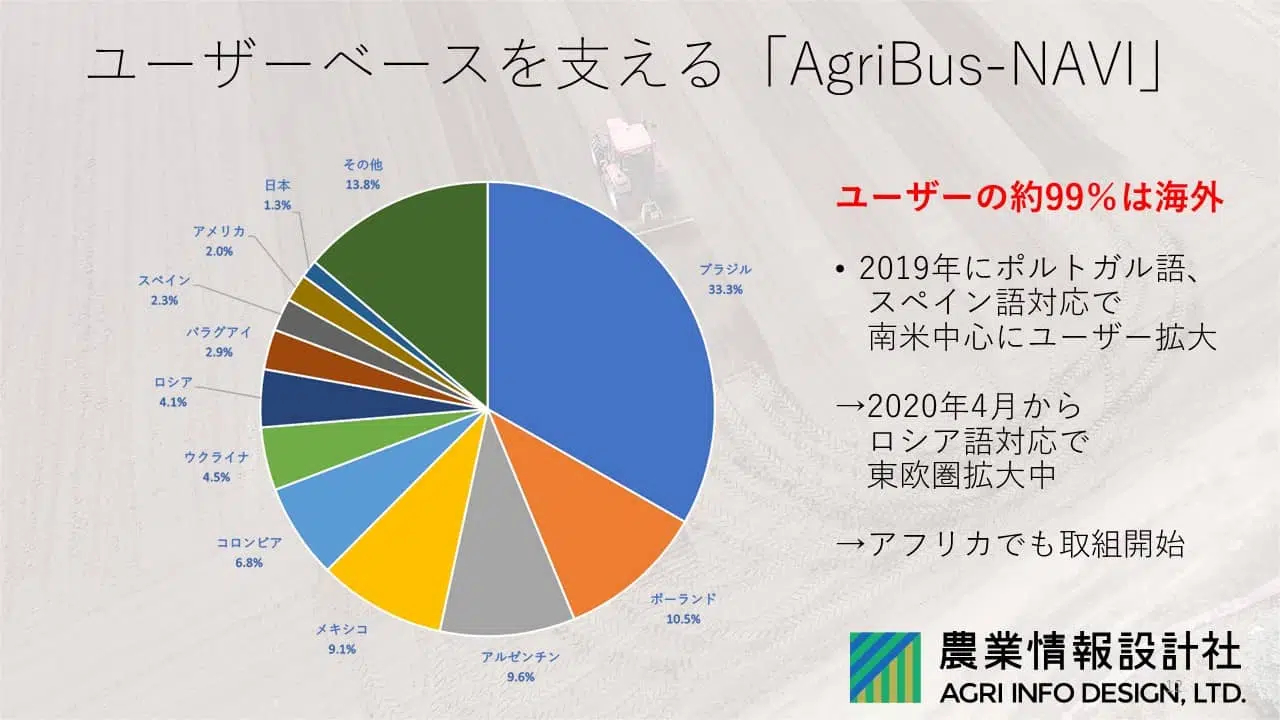 ユーザーベースを支える「AgriBus-NAVI」
その他
13.8%
日本
1.3%
アメリカ
2.0%
スペイン
2.3%
パラグアイ
2.9%
ロシア
4.1%
ウクライナ
4.5%
コロンビア
6.8%
メキシコ
9.1%
アルゼンチン
9.6%
ポーランド
10.5%
ブラジル
33.3%
ユーザーの約99%は海外
• 2019年にポルトガル語、
スペイン語対応で
南米中心にユーザー拡大
→2020年4月から
ロシア語対応で
東欧圏拡大中
→アフリカでも取組開始
農業情報設計社
AGRI INFO DESIGN, LTD.